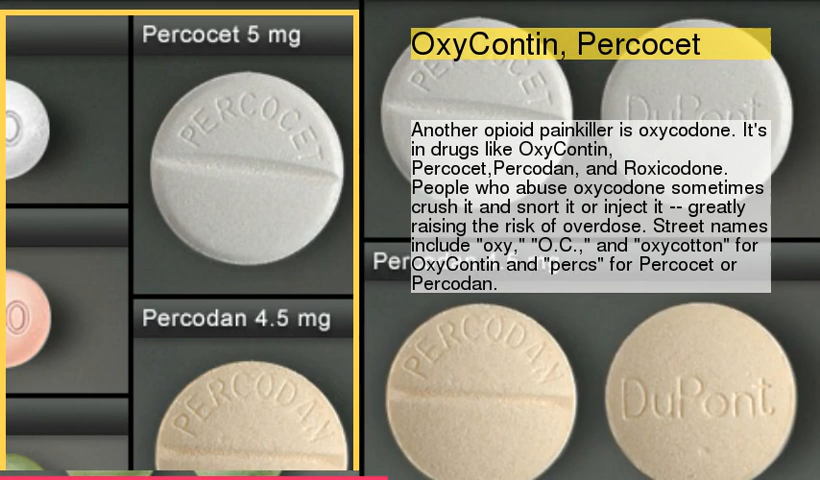 Percocet 5 mg
PERCOCET
Percodan 4.5 mg
PERCODAN
OxyContin, Percocet
DuPont
Another opioid painkiller is oxycodone. It's
in drugs like OxyContin,
Percocet,Percodan, and Roxicodone.
People who abuse oxycodone sometimes
crush it and snort it or inject it -- greatly
raising the risk of overdose. Street names
include "oxy," "O.C.," and "oxycotton" for
OxyContin and "percs" for Percocet or
Percodan.
PERCODAN
DuPont